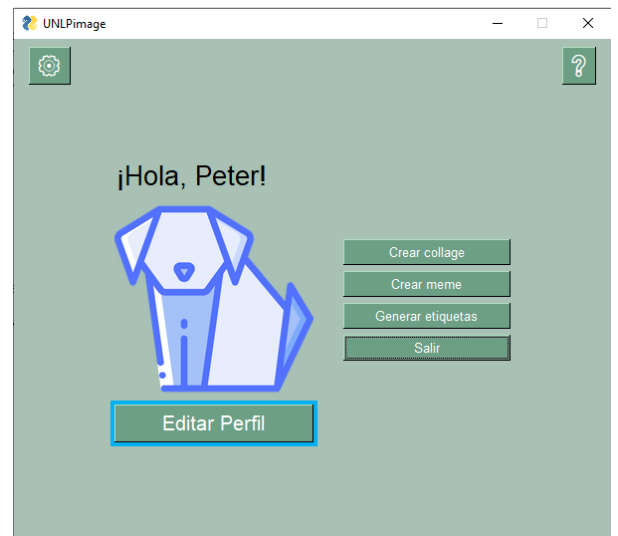 UNLPimage
?
¡Hola, Peter!
Crear collage
Crear meme
Generar etiquetas
Salir
Editar Perfil